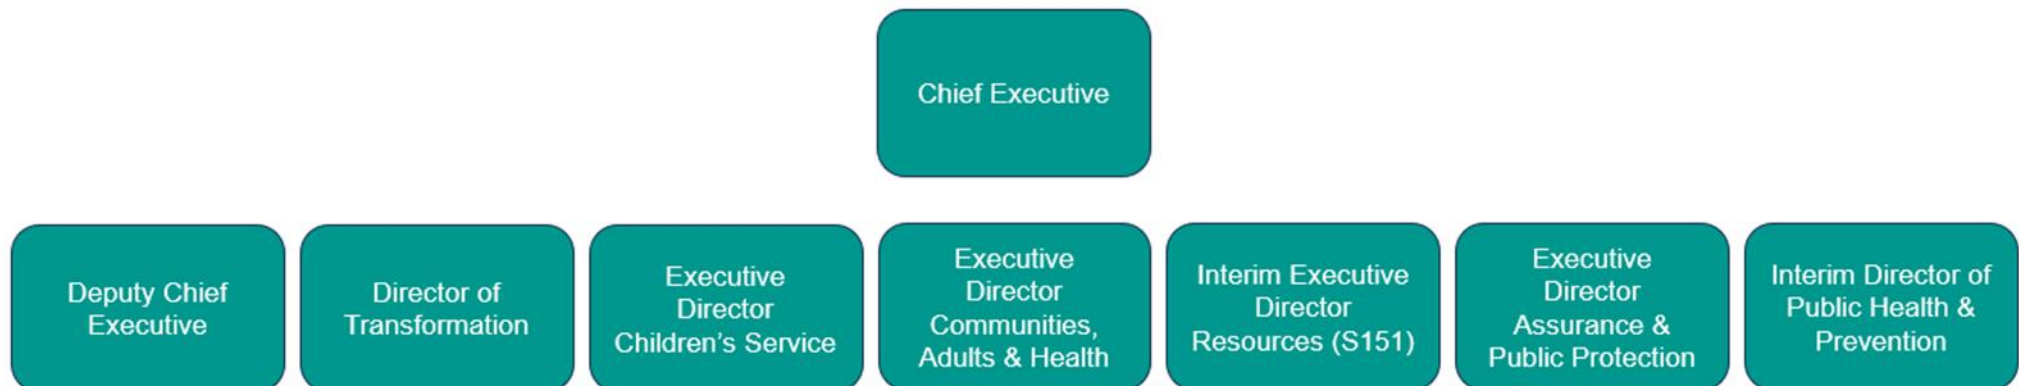 Chief Executive
Deputy Chief
Executive
Director of
Transformation
Executive
Director
Children’s Service
Executive
Director
Communities,
Adults & Health
Interim Executive
Director
Resources (S151)
Executive
Director
Assurance &
Public Protection
Interim Director of
Public Health &
Prevention